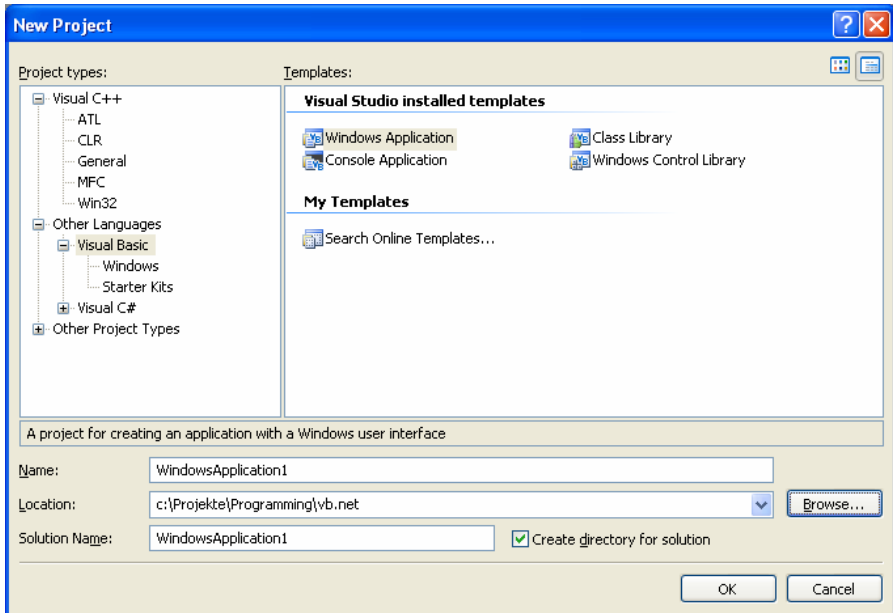 New Project
Project types:
Templates:
Visual C++
ATL
CLR
General
MFC
Win32
Other Languages
Visual Basic
Windows
Starter Kits
Visual C#
Other Project Types
Visual Studio installed templates
Windows Application
Class Library
Console Application
Windows Control Library
My Templates
Search Online Templates...
A project for creating an application with a Windows user interface
Name:
WindowsApplication1
Location:
c:\Projekte\Programming\vb.net
Browse...
Solution Name:
WindowsApplication1
Create directory for solution
OK
Cancel